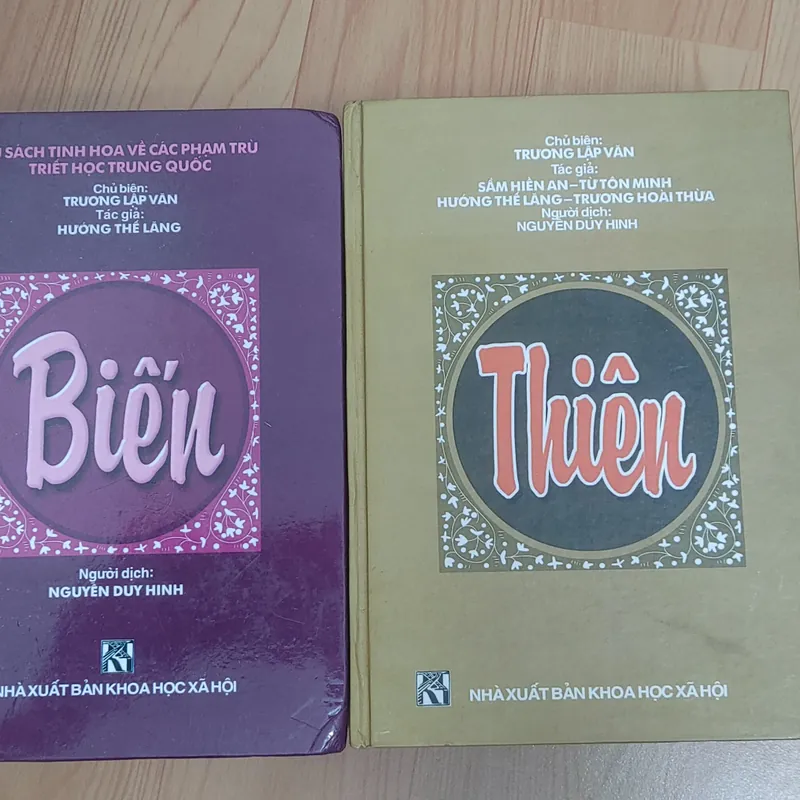 SÁCH TINH HOA VỀ CÁC PHẠM TRÙ
TRIẾT HỌC TRUNG QUỐC
Chủ biên:
TRƯƠNG LẬP VĂN
Tác giả:
HƯỚNG THẾ LĂNG
Biến
Người dịch:
NGUYỄN DUY HINH
NHÀ XUẤT BẢN KHOA HỌC XÃ HỘI
Chủ biên:
TRƯƠNG LẬP VĂN
Tác giả:
SẦM HIỀN AN – TỪ TÔN MINH
HƯỚNG THẾ LĂNG – TRƯƠNG HOÀI THỪA
Người dịch:
NGUYỄN DUY HINH
Thiên
NHÀ XUẤT BẢN KHOA HỌC XÃ HỘI